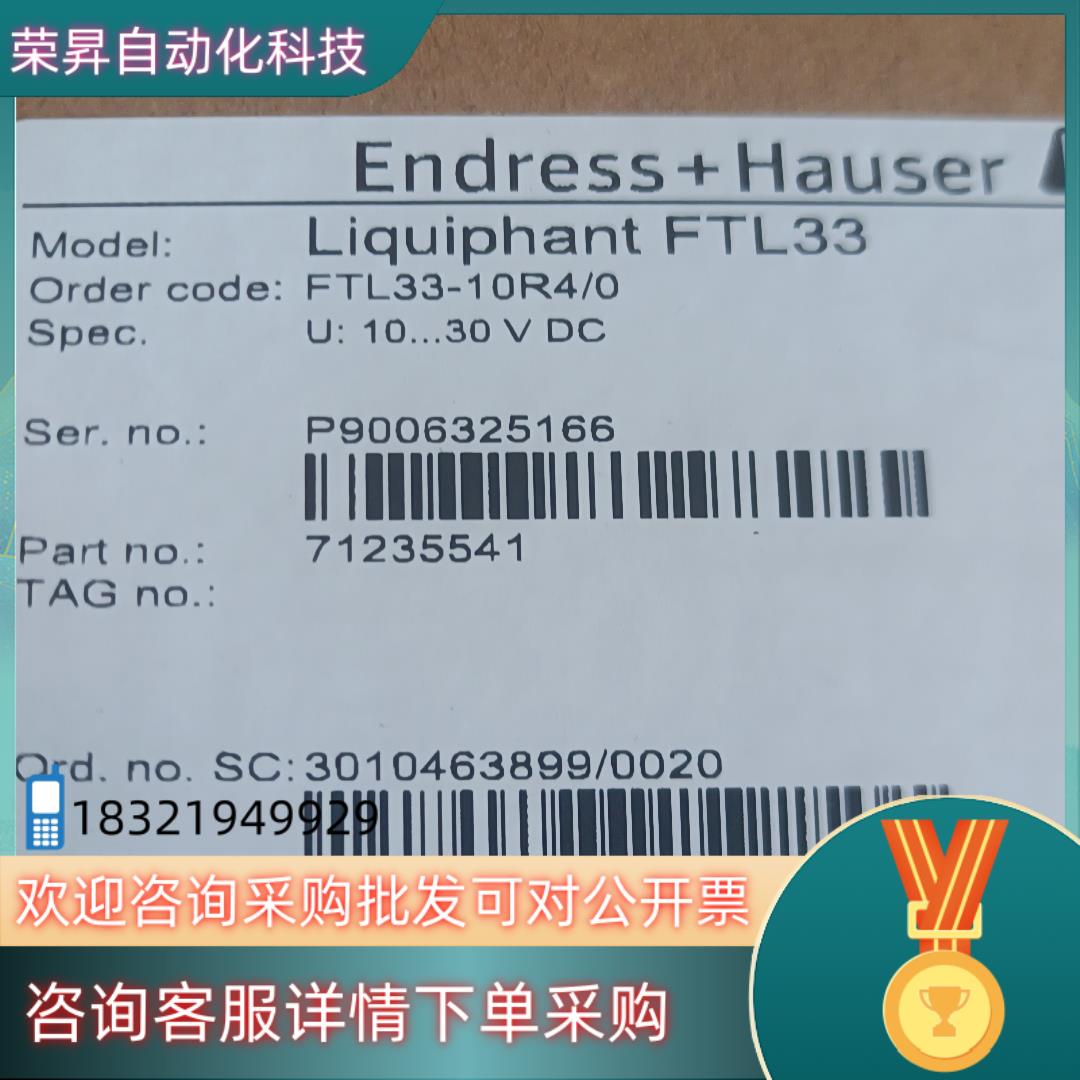 荣昇自动化科技
Endress+Hauser
Model: Liquiphant FTL33
Order code: FTL33-10R4/0
Spec. U: 10...30 V DC
Ser. no.: P9006325166
Part no.: 71235541
TAG no.:
Ord. no. SC: 3010463899/0020
18321949929
欢迎咨询采购批发可对公开票
咨询客服详情下单采购